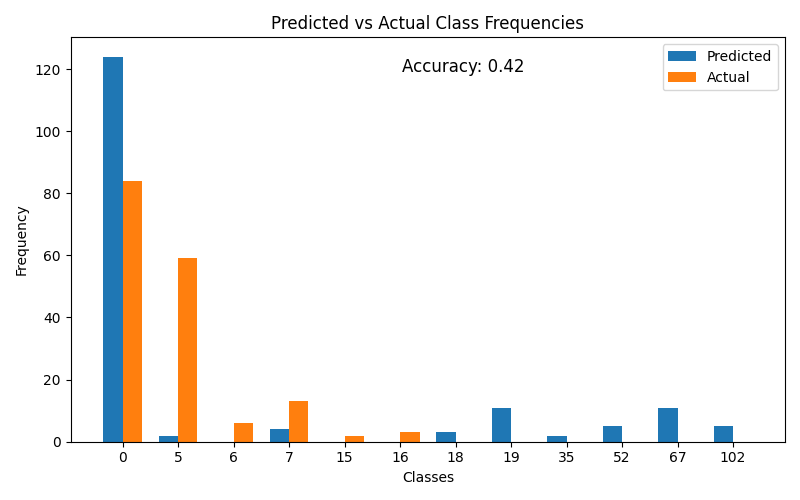 Predicted vs Actual Class Frequencies
Accuracy: 0.42
Predicted
Actual
Frequency
120
100
80
60
40
20
0
0 5 6 7 15 16 18 19 35 52 67 102
Classes